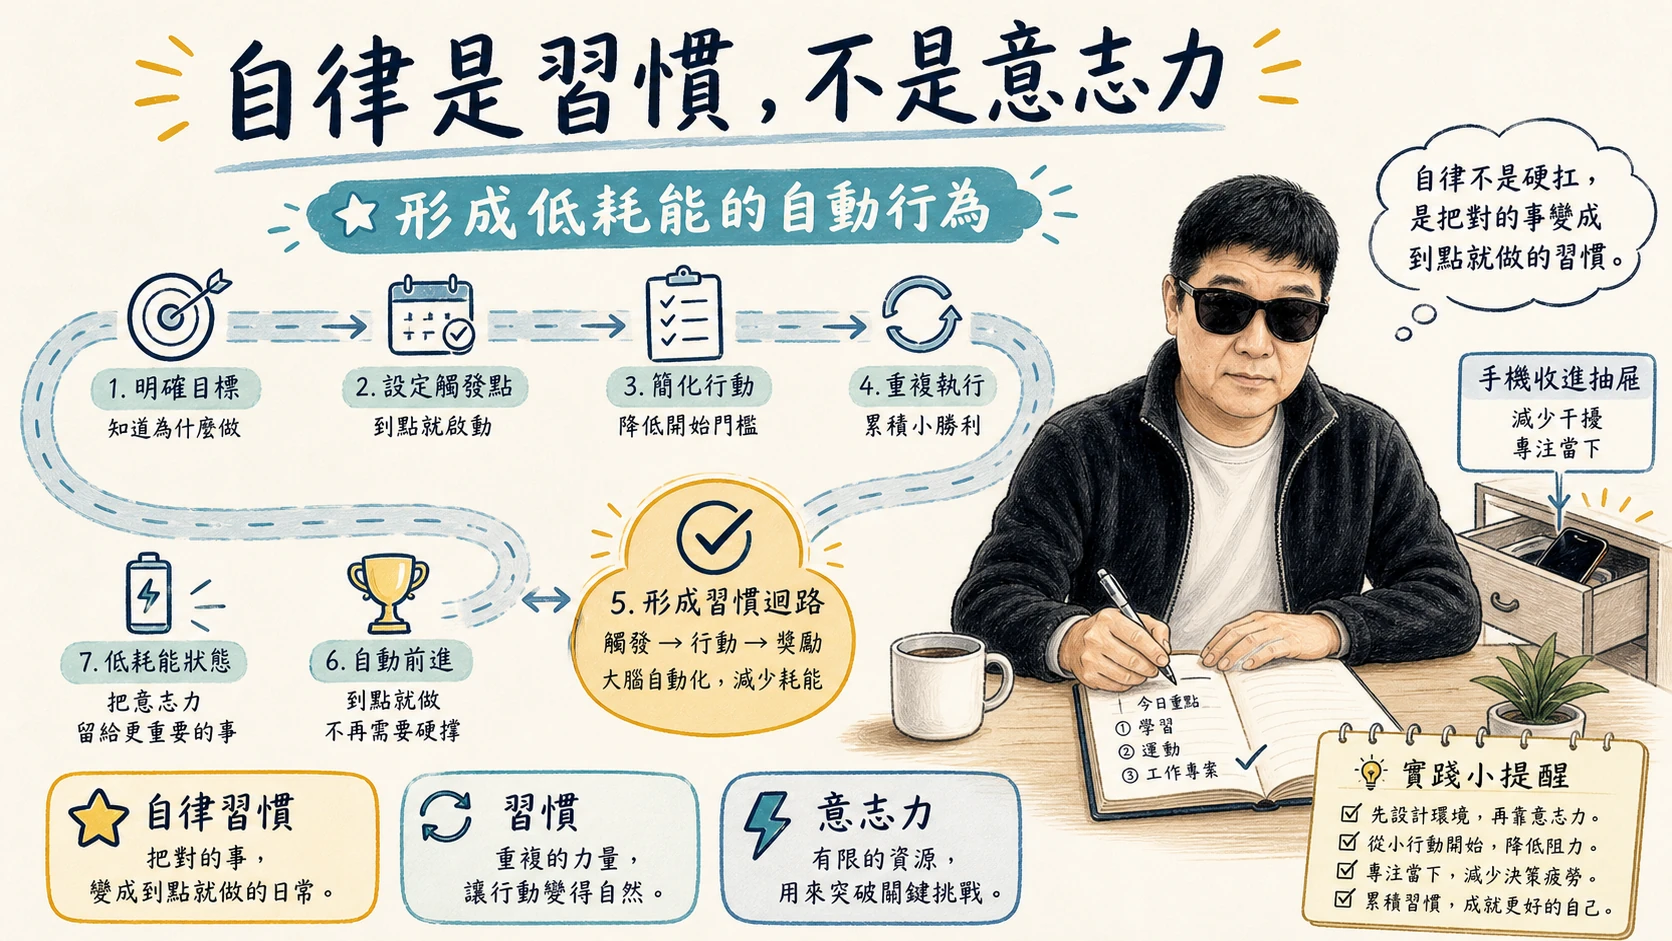 自律是習慣，不是意志力
形成低耗能的自動行為
自律不是硬扛，
是把對的事變成
到點就做的習慣。
1. 明確目標
知道為什麼做
2. 設定觸發點
到點就啟動
3. 簡化行動
降低開始門檻
4. 重複執行
累積小勝利
手機收進抽屜
減少干擾
專注當下
5. 形成習慣迴路
觸發 → 行動 → 獎勵
大腦自動化，減少耗能
6. 自動前進
到點就做
不再需要硬撐
7. 低耗能狀態
把意志力
留給更重要的事
今日重點
① 學習
② 運動
③ 工作專案
自律習慣
把對的事，
變成到點就做的日常。
習慣
重複的力量，
讓行動變得自然。
意志力
有限的資源，
用來突破關鍵挑戰。
實踐小提醒
先設計環境，再靠意志力。
從小行動開始，降低阻力。
專注當下，減少決策疲勞。
累積習慣，成就更好的自己。